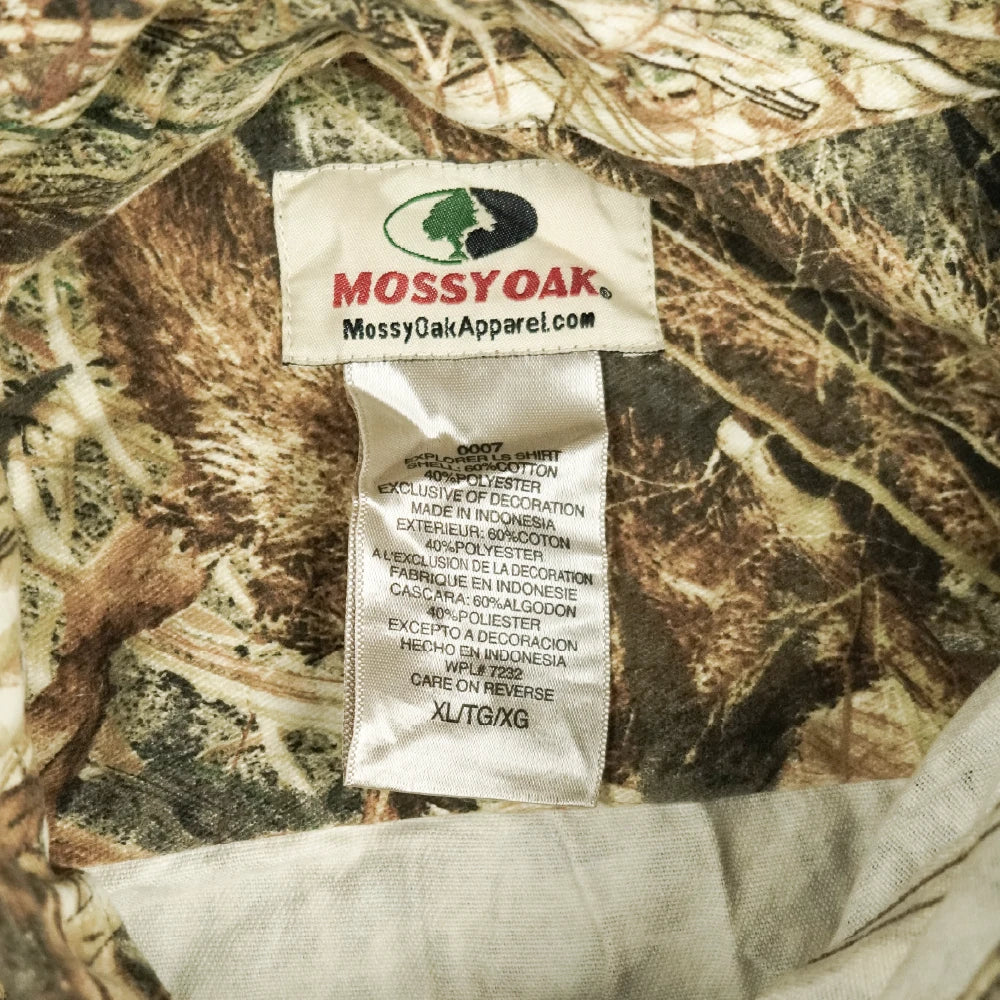 MOSSY OAK®
MossyOakApparel.com
0007
EXPLORER LS SHIRT
SHELL: 60%COTTON
40%POLYESTER
EXCLUSIVE OF DECORATION
MADE IN INDONESIA
EXTERIEUR: 60%COTON
40%POLYESTER
A L'EXCLUSION DE LA DECORATION
FABRIQUE EN INDONESIE
CASCARA: 60%ALGODON
40%POLIESTER
EXCEPTO A DECORACION
HECHO EN INDONESIA
WPL# 7232
CARE ON REVERSE
XL/TG/XG